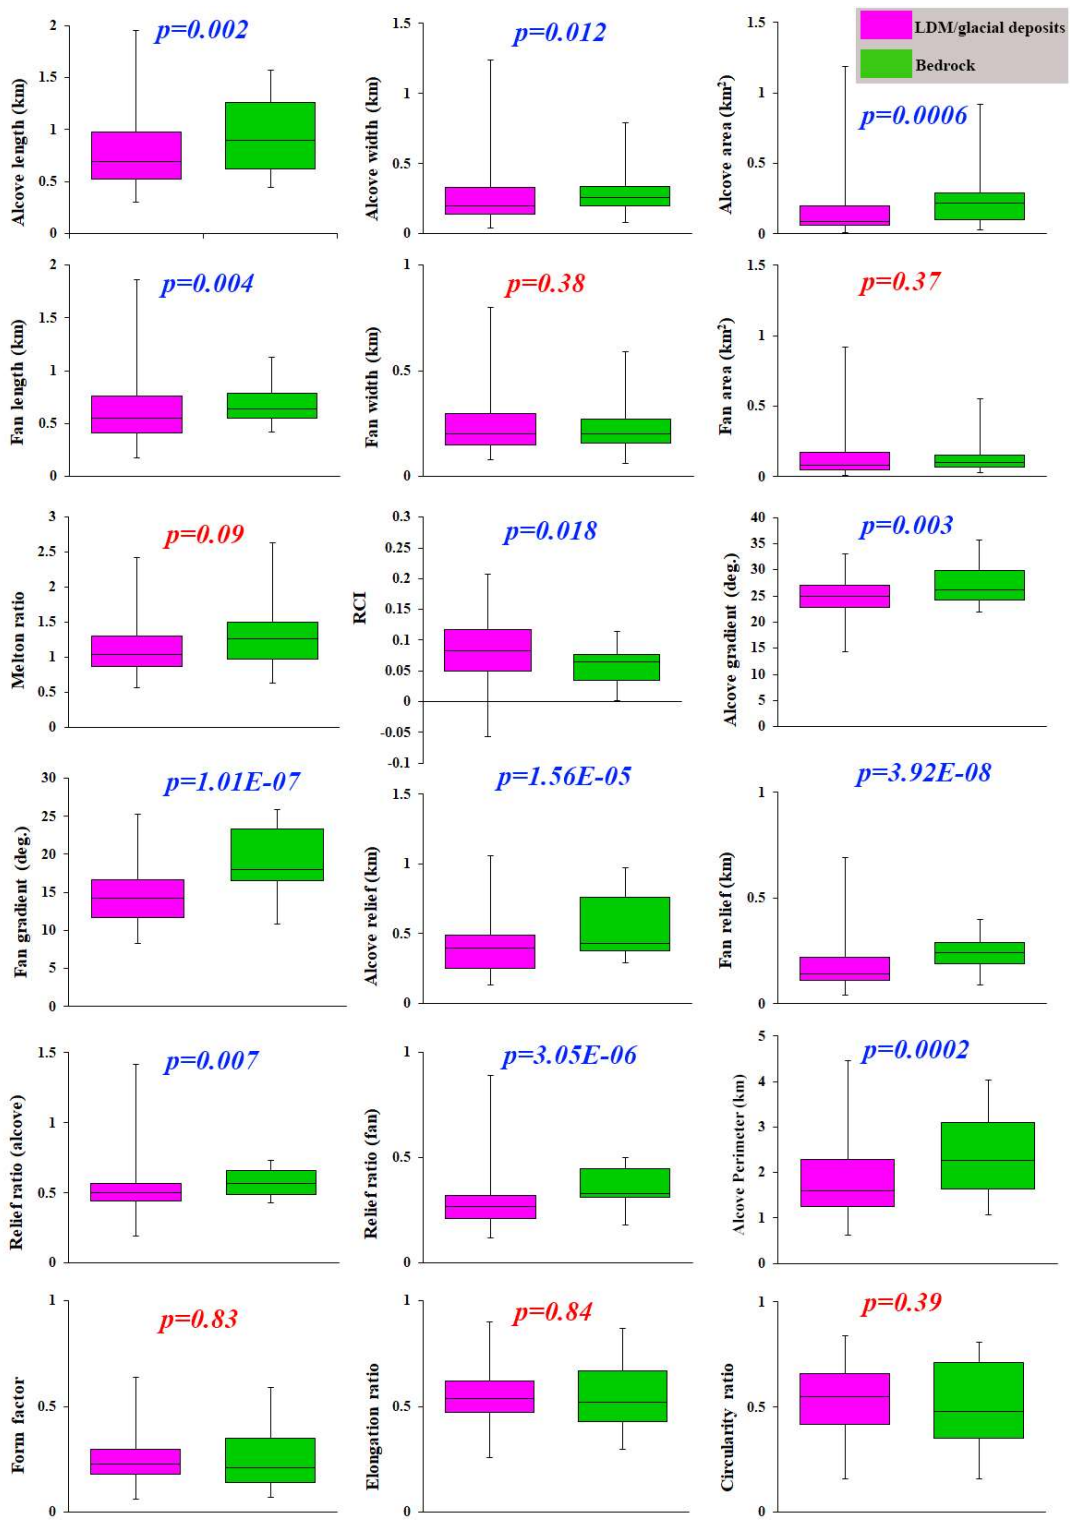 LDM/glacial deposits
Bedrock
Alcove length (km)
2
1.5
1
0.5
0
p=0.002
Alcove width (km)
1.5
1
0.5
0
p=0.012
Alcove area (km²)
1.5
1
0.5
0
p=0.0006
Fan length (km)
2
1.5
1
0.5
0
p=0.004
Fan width (km)
1
0.5
0
p=0.38
Fan area (km²)
1.5
1
0.5
0
p=0.37
Melton ratio
3
2.5
2
1.5
1
0.5
0
p=0.09
RCI
0.3
0.25
0.2
0.15
0.1
0.05
0
-0.05
-0.1
p=0.018
Alcove gradient (deg.)
40
35
30
25
20
15
10
5
0
p=0.003
Fan gradient (deg.)
30
25
20
15
10
5
0
p=1.01E-07
Alcove relief (km)
1.5
1
0.5
0
p=1.56E-05
Fan relief (km)
1
0.5
0
p=3.92E-08
Relief ratio (alcove)
1.5
1
0.5
0
p=0.007
Relief ratio (fan)
1
0.5
0
p=3.05E-06
Alcove Perimeter (km)
5
4
3
2
1
0
p=0.0002
Form factor
1
0.5
0
p=0.83
Elongation ratio
1
0.5
0
p=0.84
Circularity ratio
1
0.5
0
p=0.39